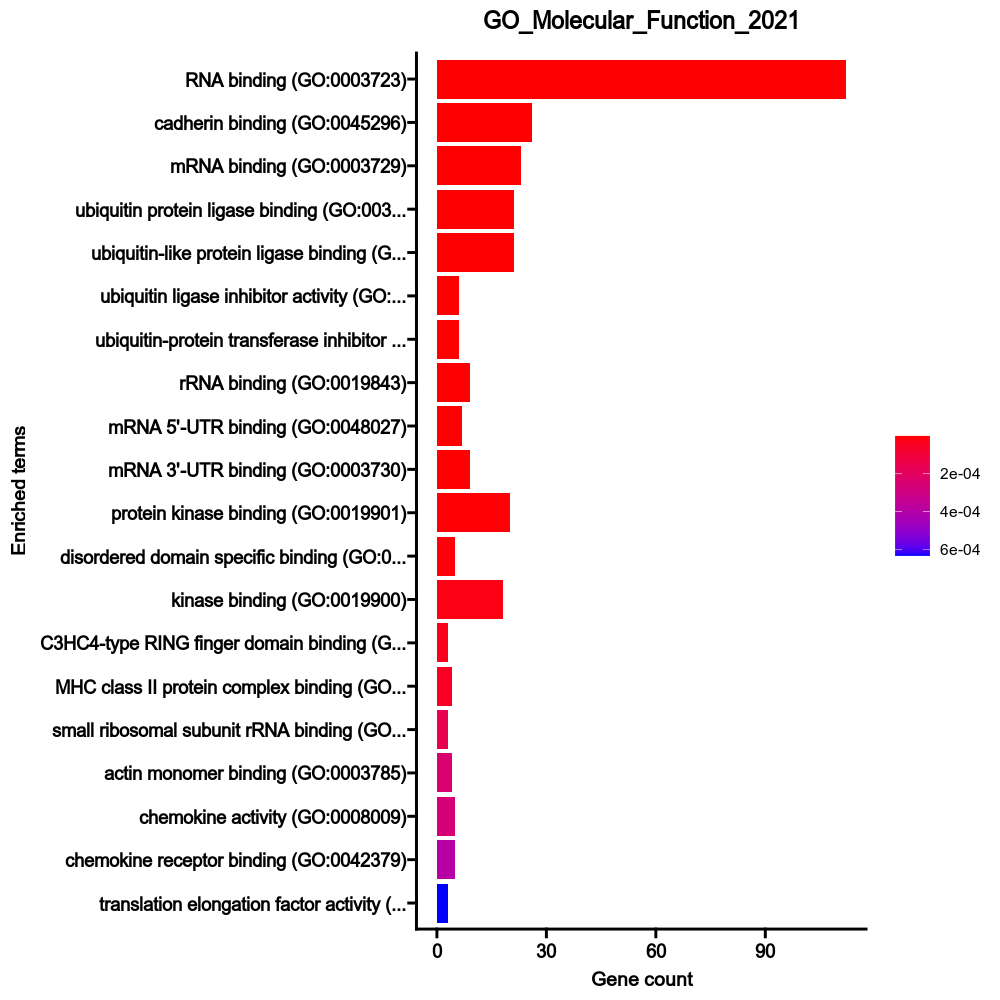 GO_Molecular_Function_2021
RNA binding (GO:0003723)
cadherin binding (GO:0045296)
mRNA binding (GO:0003729)
ubiquitin protein ligase binding (GO:003...
ubiquitin-like protein ligase binding (G...
ubiquitin ligase inhibitor activity (GO:...
ubiquitin-protein transferase inhibitor ...
rRNA binding (GO:0019843)
mRNA 5'-UTR binding (GO:0048027)
mRNA 3'-UTR binding (GO:0003730)
protein kinase binding (GO:0019901)
disordered domain specific binding (GO:0...
kinase binding (GO:0019900)
C3HC4-type RING finger domain binding (G...
MHC class II protein complex binding (GO...
small ribosomal subunit rRNA binding (GO...
actin monomer binding (GO:0003785)
chemokine activity (GO:0008009)
chemokine receptor binding (GO:0042379)
translation elongation factor activity (...
Enriched terms
0 30 60 90
Gene count
2e-04
4e-04
6e-04